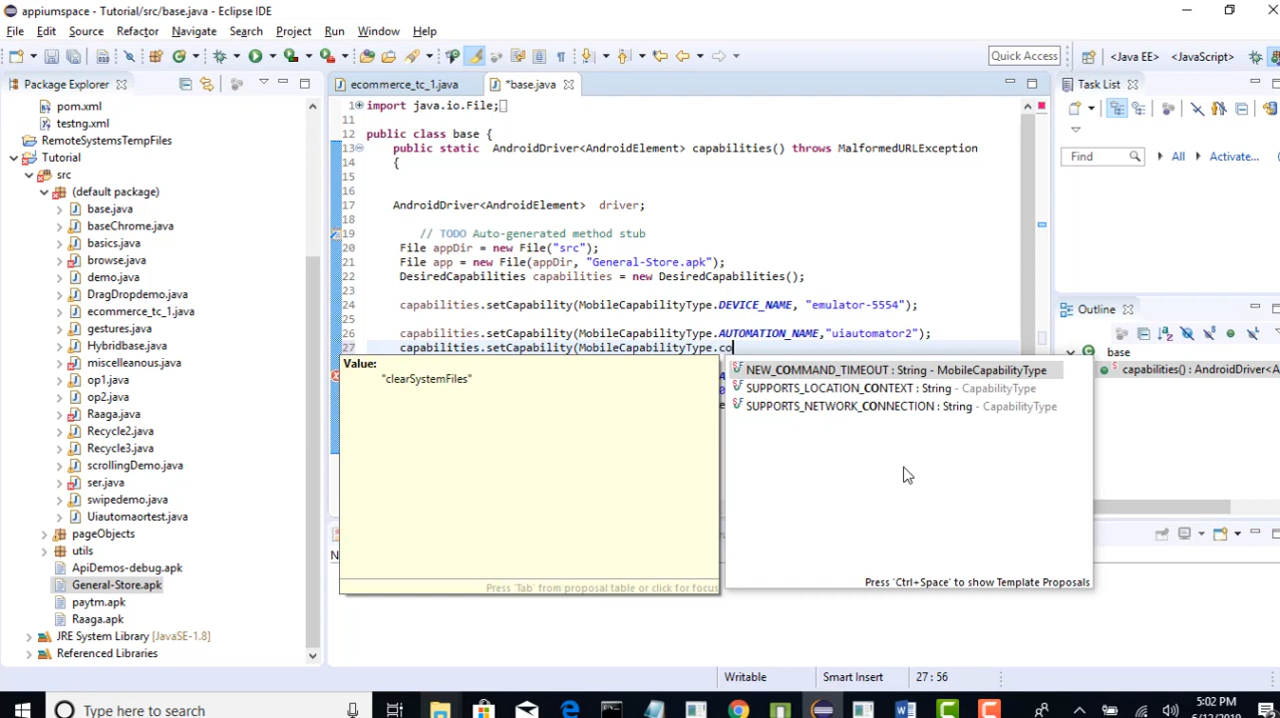 appiumspace - Tutorial/src/base.java - Eclipse IDE
File Edit Source Refactor Navigate Search Project Run Window Help
Quick Access
<Java EE> <JavaScript>
Package Explorer
ecommerce_tc_1.java
*base.java
Task List
pom.xml
testng.xml
RemoteSystemsTempFiles
Tutorial
src
(default package)
base.java
baseChrome.java
basics.java
browse.java
demo.java
DragDropdemo.java
ecommerce_tc_1.java
gestures.java
Hybridbase.java
miscelleanous.java
op1.java
op2.java
Raaga.java
Recycle2.java
Recycle3.java
scrollingDemo.java
ser.java
swipedemo.java
Uiautomaortest.java
pageObjects
utils
ApiDemos-debug.apk
General-Store.apk
paytm.apk
Raaga.apk
JRE System Library [JavaSE-1.8]
Referenced Libraries
1 import java.io.File;
11
12 public class base {
13 public static AndroidDriver<AndroidElement> capabilities() throws MalformedURLException
14 {
15
16
17 AndroidDriver<AndroidElement> driver;
18
19 // TODO Auto-generated method stub
20 File appDir = new File("src");
21 File app = new File(appDir, "General-Store.apk");
22 DesiredCapabilities capabilities = new DesiredCapabilities();
23
24 capabilities.setCapability(MobileCapabilityType.DEVICE_NAME, "emulator-5554");
25
26 capabilities.setCapability(MobileCapabilityType.AUTOMATION_NAME,"uiautomator2");
27 capabilities.setCapability(MobileCapabilityType.co
Value:
"clearSystemFiles"
Press 'Tab' from proposal table or click for focus
NEW_COMMAND_TIMEOUT : String - MobileCapabilityType
SUPPORTS_LOCATION_CONTEXT : String - CapabilityType
SUPPORTS_NETWORK_CONNECTION : String - CapabilityType
Press 'Ctrl+Space' to show Template Proposals
Find
All
Activate...
Outline
base
capabilities() : AndroidDriver<A
Writable
Smart Insert
27 : 56
Type here to search
5:02 PM